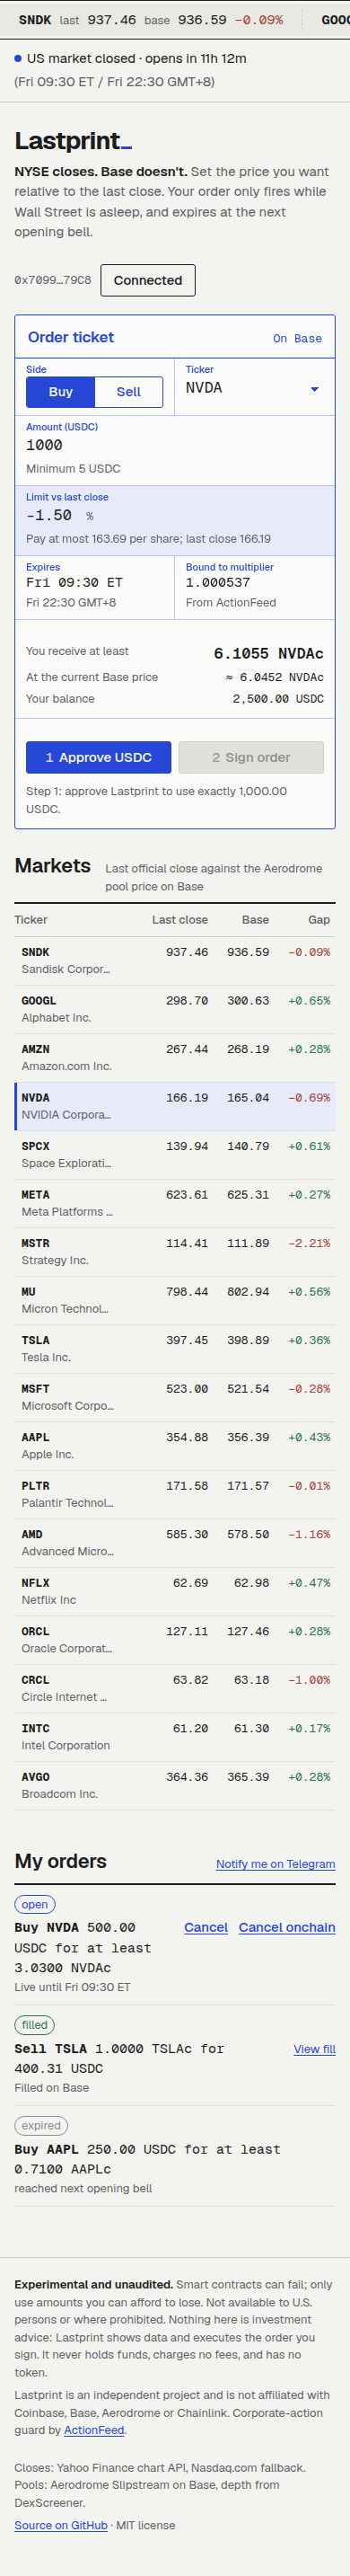 SNDK last 937.46 base 936.59 −0.09% GOOG
US market closed · opens in 11h 12m
(Fri 09:30 ET / Fri 22:30 GMT+8)
Lastprint_
NYSE closes. Base doesn't. Set the price you want
relative to the last close. Your order only fires while
Wall Street is asleep, and expires at the next
opening bell.
0x7099…79C8 Connected
Order ticket On Base
Side Ticker
Buy Sell NVDA
Amount (USDC)
1000
Minimum 5 USDC
Limit vs last close
-1.50 %
Pay at most 163.69 per share; last close 166.19
Expires Bound to multiplier
Fri 09:30 ET 1.000537
Fri 22:30 GMT+8 From ActionFeed
You receive at least 6.1055 NVDAc
At the current Base price ≈ 6.0452 NVDAc
Your balance 2,500.00 USDC
1 Approve USDC 2 Sign order
Step 1: approve Lastprint to use exactly 1,000.00
USDC.
Markets Last official close against the Aerodrome
pool price on Base
Ticker Last close Base Gap
SNDK 937.46 936.59 −0.09%
Sandisk Corpor…
GOOGL 298.70 300.63 +0.65%
Alphabet Inc.
AMZN 267.44 268.19 +0.28%
Amazon.com Inc.
NVDA 166.19 165.04 −0.69%
NVIDIA Corpora…
SPCX 139.94 140.79 +0.61%
Space Explorati…
META 623.61 625.31 +0.27%
Meta Platforms …
MSTR 114.41 111.89 −2.21%
Strategy Inc.
MU 798.44 802.94 +0.56%
Micron Technol…
TSLA 397.45 398.89 +0.36%
Tesla Inc.
MSFT 523.00 521.54 −0.28%
Microsoft Corpo…
AAPL 354.88 356.39 +0.43%
Apple Inc.
PLTR 171.58 171.57 −0.01%
Palantir Technol…
AMD 585.30 578.50 −1.16%
Advanced Micro…
NFLX 62.69 62.98 +0.47%
Netflix Inc
ORCL 127.11 127.46 +0.28%
Oracle Corporat…
CRCL 63.82 63.18 −1.00%
Circle Internet …
INTC 61.20 61.30 +0.17%
Intel Corporation
AVGO 364.36 365.39 +0.28%
Broadcom Inc.
My orders Notify me on Telegram
open
Buy NVDA 500.00 Cancel Cancel onchain
USDC for at least
3.0300 NVDAc
Live until Fri 09:30 ET
filled
Sell TSLA 1.0000 TSLAc for View fill
400.31 USDC
Filled on Base
expired
Buy AAPL 250.00 USDC for at least
0.7100 AAPLc
reached next opening bell
Experimental and unaudited. Smart contracts can fail; only
use amounts you can afford to lose. Not available to U.S.
persons or where prohibited. Nothing here is investment
advice: Lastprint shows data and executes the order you
sign. It never holds funds, charges no fees, and has no
token.
Lastprint is an independent project and is not affiliated with
Coinbase, Base, Aerodrome or Chainlink. Corporate-action
guard by ActionFeed.
Closes: Yahoo Finance chart API, Nasdaq.com fallback.
Pools: Aerodrome Slipstream on Base, depth from
DexScreener.
Source on GitHub · MIT license